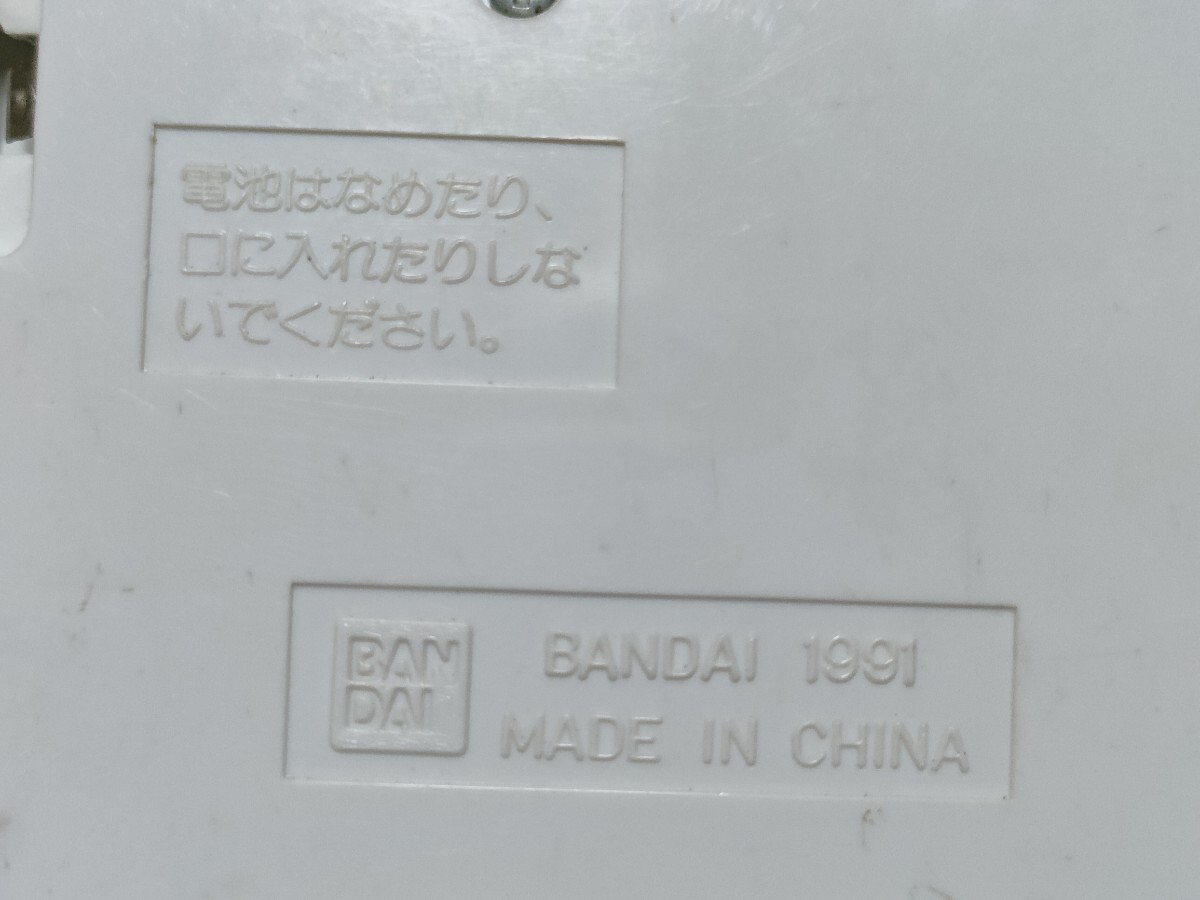 電池はなめたり、
口に入れたりしな
いでください。
BAN
DAI
BANDAI 1991
MADE IN CHINA